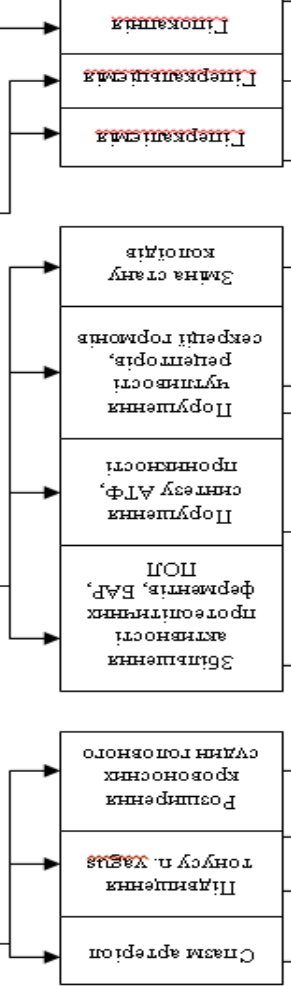 Спазм артеріол
Підвищення
тонусу n. vagus
Розширення
кровоносних
судин головного
Збільшення
активності
протеолітичних
ферментів, БАР,
ПОЛ
Порушення
синтезу АТФ,
проникності
Порушення
чутливості
рецепторів,
секреції гормонів
Зміна стану
колоїдів
Гіперкаліємія
Гіперкальціємія
Гіпокапнія